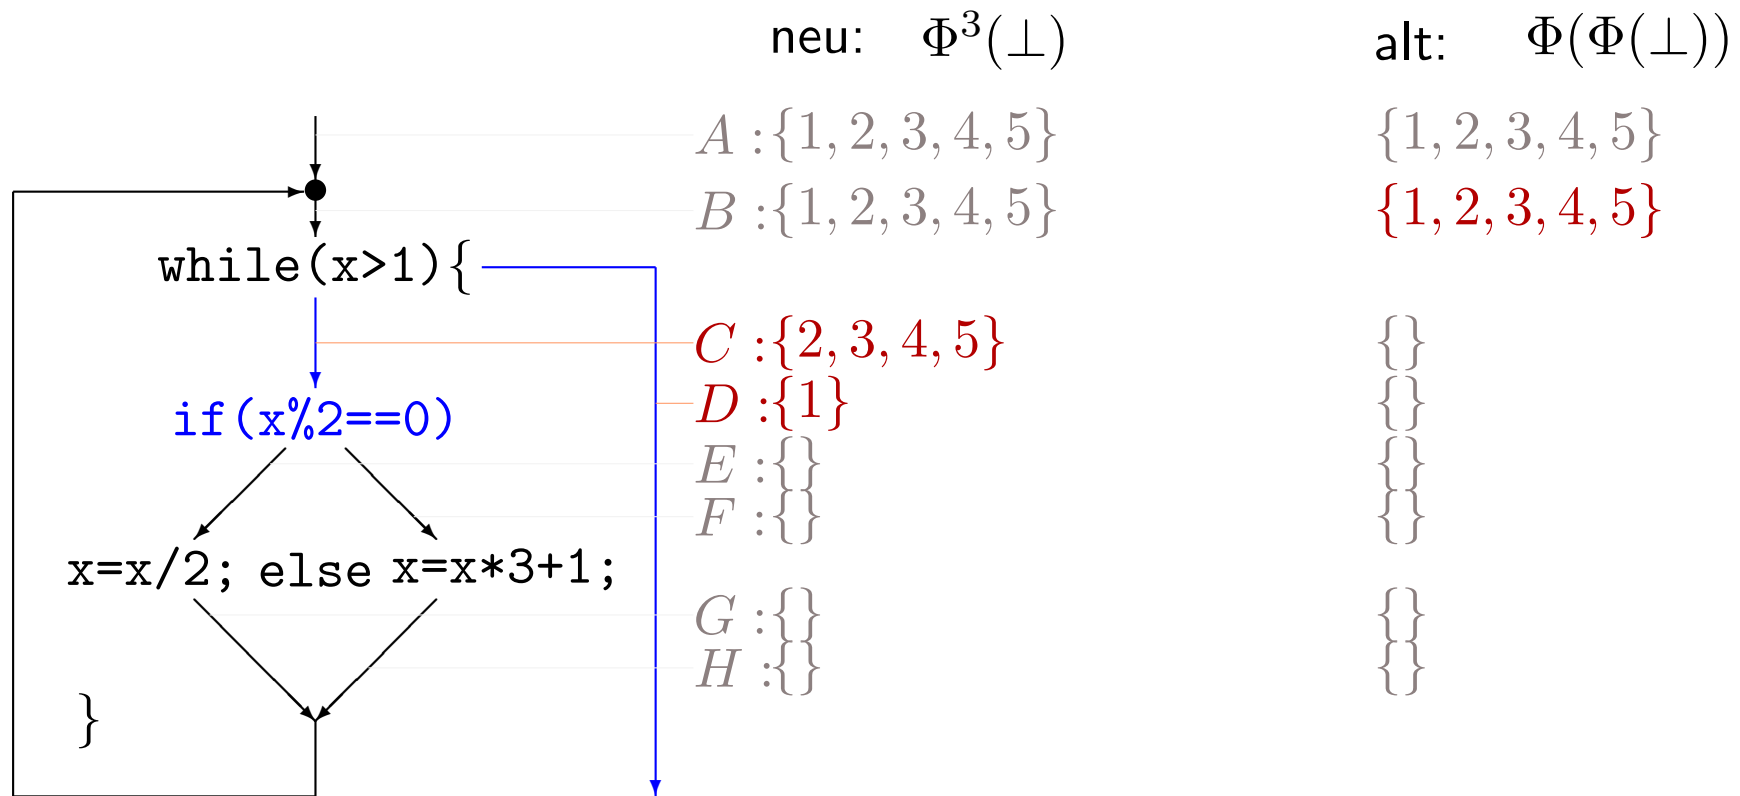 neu: Φ³(⊥) alt: Φ(Φ(⊥))
A :{1, 2, 3, 4, 5} {1, 2, 3, 4, 5}
B :{1, 2, 3, 4, 5} {1, 2, 3, 4, 5}
while(x>1){
C :{2, 3, 4, 5} {}
D :{1} {}
if(x%2==0)
E :{} {}
F :{} {}
x=x/2; else x=x*3+1;
G :{} {}
H :{} {}
}